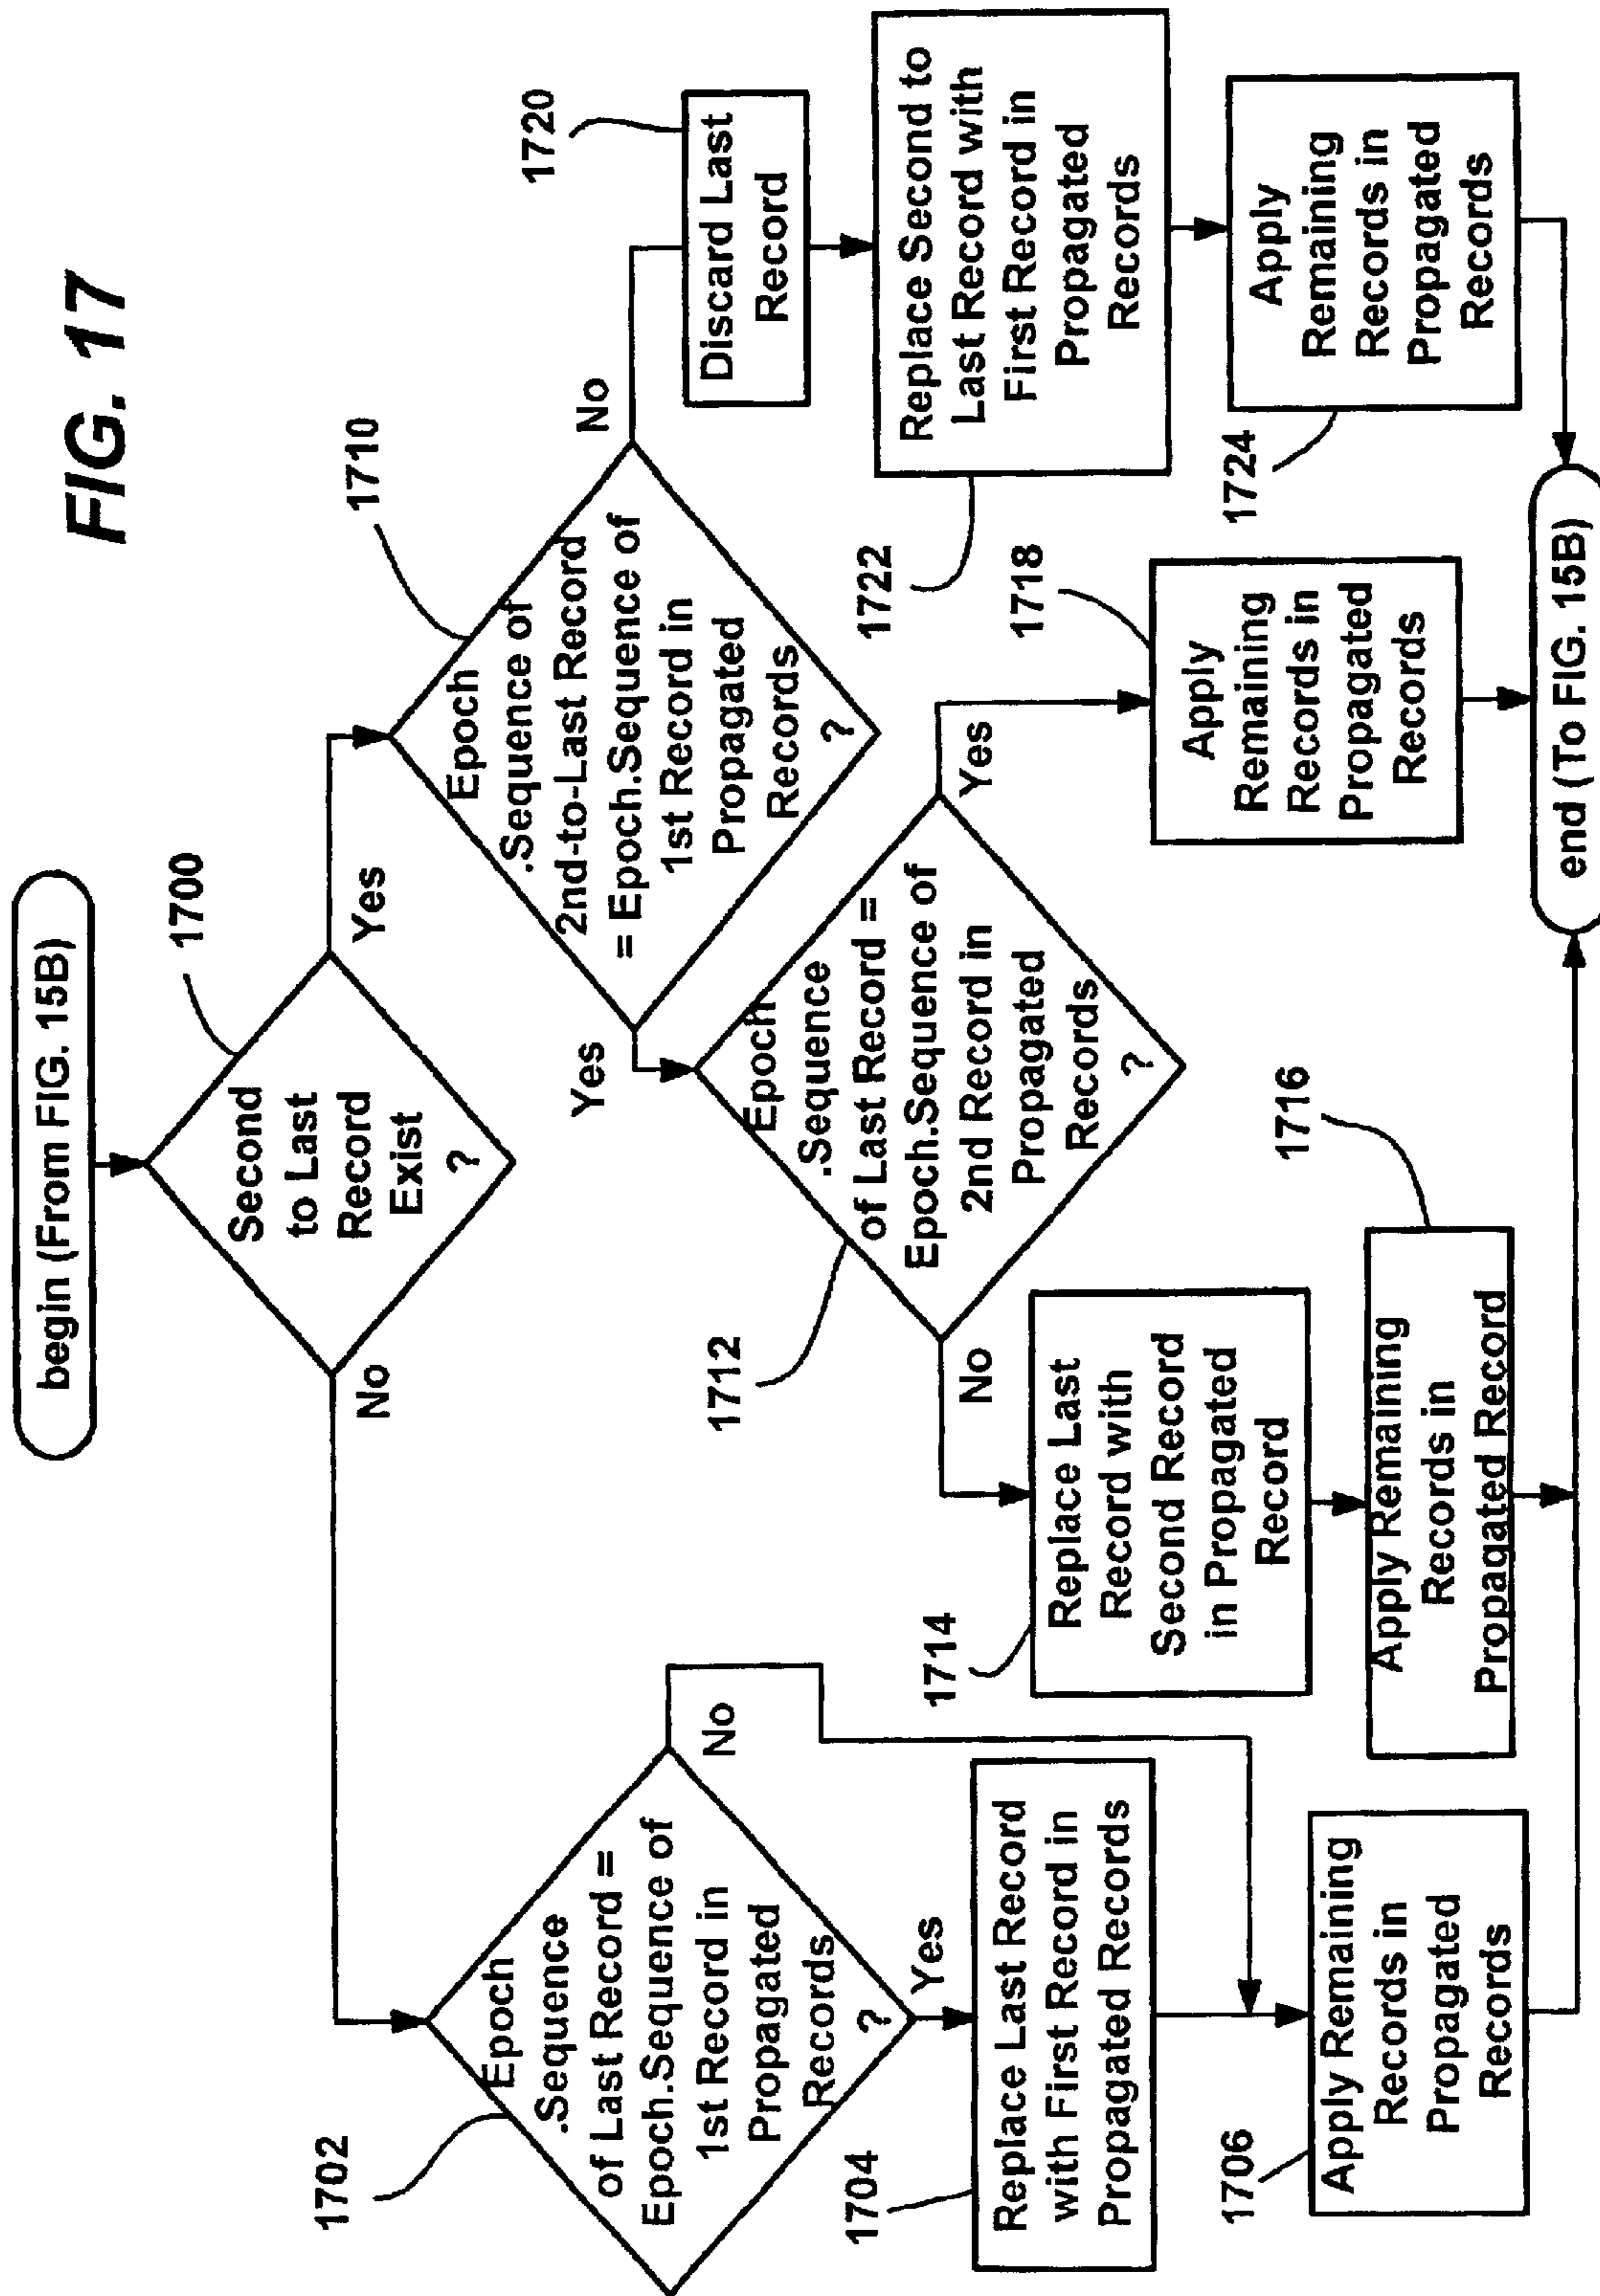 FIG. 17
begin (From FIG. 15B)
1700
Second
to Last
Record
Exist
?
No
Yes
1702
Epoch
.Sequence
of Last Record =
Epoch.Sequence of
1st Record in
Propagated
Records
?
No
Yes
1704
Replace Last Record
with First Record in
Propagated Records
1706
Apply Remaining
Records in
Propagated
Records
1710
Epoch
.Sequence of
2nd-to-Last Record
= Epoch.Sequence of
1st Record in
Propagated
Records
?
Yes
No
1712
Epoch
.Sequence
of Last Record =
Epoch.Sequence of
2nd Record in
Propagated
Records
?
No
Yes
1714
Replace Last
Record with
Second Record
in Propagated
Record
1716
Apply Remaining
Records in
Propagated Record
1718
Apply
Remaining
Records in
Propagated
Records
1720
Discard Last
Record
1722
Replace Second to
Last Record with
First Record in
Propagated
Records
1724
Apply
Remaining
Records in
Propagated
Records
end (To FIG. 15B)